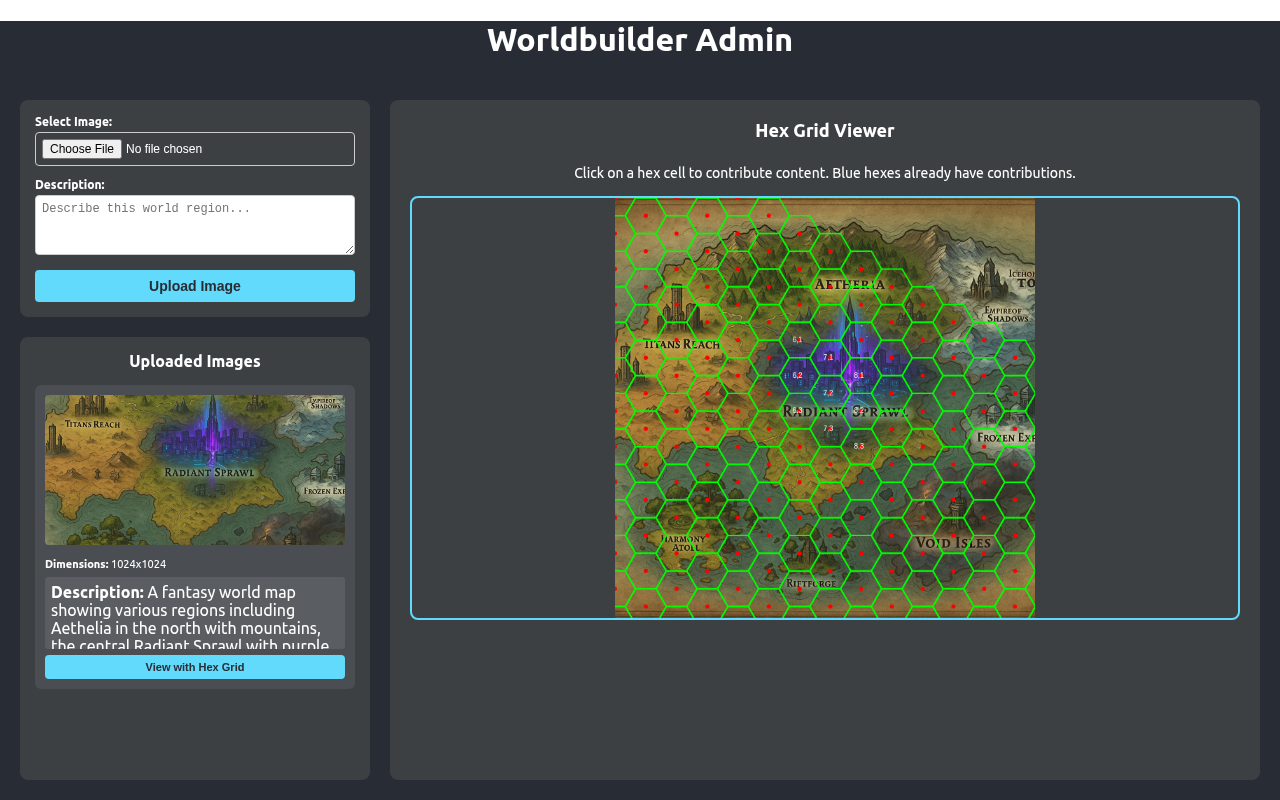 Worldbuilder Admin
Select Image:
Choose File No file chosen
Description:
Describe this world region...
Upload Image
Uploaded Images
TITANS REACH
EMPIRE OF
SHADOWS
RADIANT SPRAWL
FROZEN EXP
Dimensions: 1024x1024
Description: A fantasy world map
showing various regions including
Aethelia in the north with mountains,
the central Radiant Sprawl with purple
View with Hex Grid
Hex Grid Viewer
Click on a hex cell to contribute content. Blue hexes already have contributions.
AETHERIA
ICEHOL
TO
EMPIRE OF
SHADOWS
TITANS REACH
6,1
7,1
6,2
8,1
7,2
6,3
8,2
RADIANT SPRAWL
7,3
8,3
FROZEN EXP
HARMONY
ATOLL
VOID ISLES
RIFTFORGE